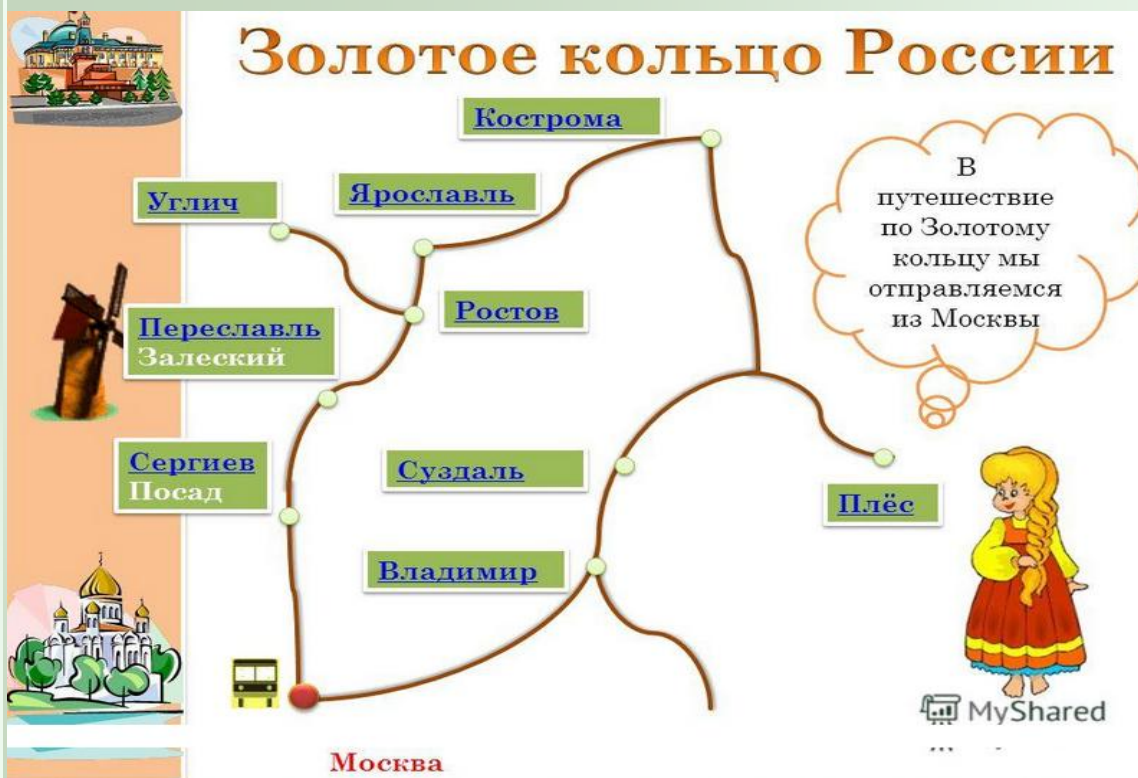 Золотое кольцо России
Кострома
Углич
Ярославль
В
путешествие
по Золотому
кольцу мы
отправляемся
из Москвы
Переславль
Залеский
Ростов
Сергиев
Посад
Суздаль
Плёс
Владимир
MyShared
Москва